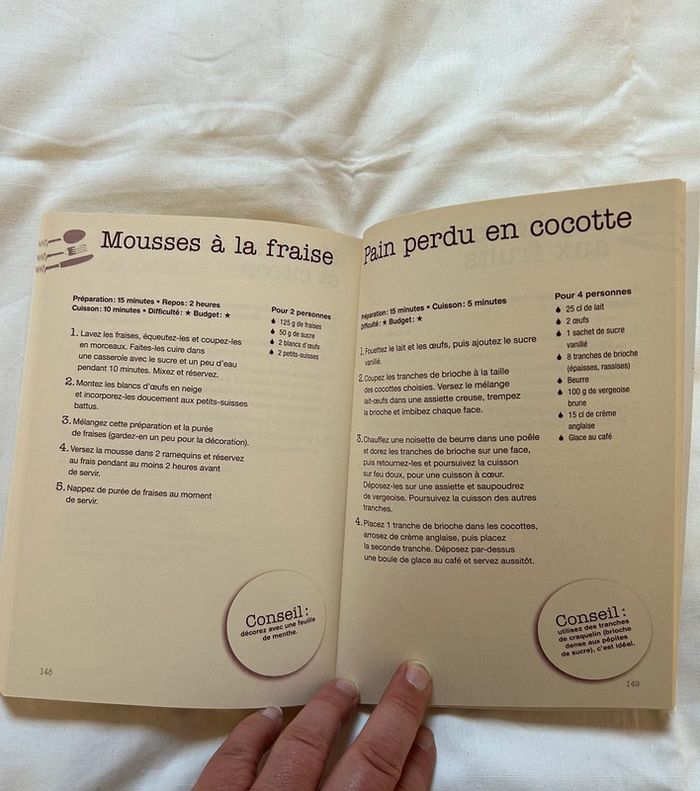 Mousses à la fraise
Préparation: 15 minutes • Repos: 2 heures
Cuisson: 10 minutes • Difficulté: ★ Budget: ★
Pour 2 personnes
125 g de fraises
50 g de sucre
2 blancs d'œufs
2 petits-suisses
1. Lavez les fraises, équeutez-les et coupez-les
en morceaux. Faites-les cuire dans
une casserole avec le sucre et un peu d'eau
pendant 10 minutes. Mixez et réservez.
2. Montez les blancs d'œufs en neige
et incorporez-les doucement aux petits-suisses
battus.
3. Mélangez cette préparation et la purée
de fraises (gardez-en un peu pour la décoration).
4. Versez la mousse dans 2 ramequins et réservez
au frais pendant au moins 2 heures avant
de servir.
5. Nappez de purée de fraises au moment
de servir.
Conseil:
décorez avec une feuille
de menthe.
148
Pain perdu en cocotte
Préparation: 15 minutes • Cuisson: 5 minutes
Difficulté: ★ Budget: ★
Pour 4 personnes
25 cl de lait
2 œufs
1 sachet de sucre
vanillé
8 tranches de brioche
(épaisses, rassises)
Beurre
100 g de vergeoise
brune
15 cl de crème
anglaise
Glace au café
1. Fouettez le lait et les œufs, puis ajoutez le sucre
vanillé.
2. Coupez les tranches de brioche à la taille
des cocottes choisies. Versez le mélange
lait-œufs dans une assiette creuse, trempez
la brioche et imbibez chaque face.
3. Chauffez une noisette de beurre dans une poêle
et dorez les tranches de brioche sur une face,
puis retournez-les et poursuivez la cuisson
sur feu doux, pour une cuisson à cœur.
Déposez-les sur une assiette et saupoudrez
de vergeoise. Poursuivez la cuisson des autres
tranches.
4. Placez 1 tranche de brioche dans les cocottes,
arrosez de crème anglaise, puis placez
la seconde tranche. Déposez par-dessus
une boule de glace au café et servez aussitôt.
Conseil:
utilisez des tranches
de craquelin (brioche
dense aux pépites
de sucre), c'est idéal.
149